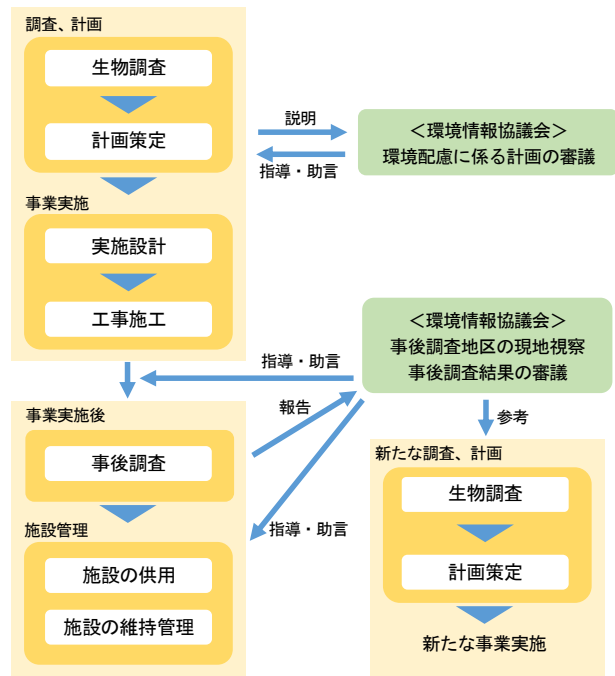 調査、計画
生物調査
計画策定
説明
指導・助言
＜環境情報協議会＞
環境配慮に係る計画の審議
事業実施
実施設計
工事施工
＜環境情報協議会＞
事後調査地区の現地視察
事後調査結果の審議
指導・助言
報告
参考
事業実施後
事後調査
指導・助言
施設管理
施設の供用
施設の維持管理
新たな調査、計画
生物調査
計画策定
新たな事業実施